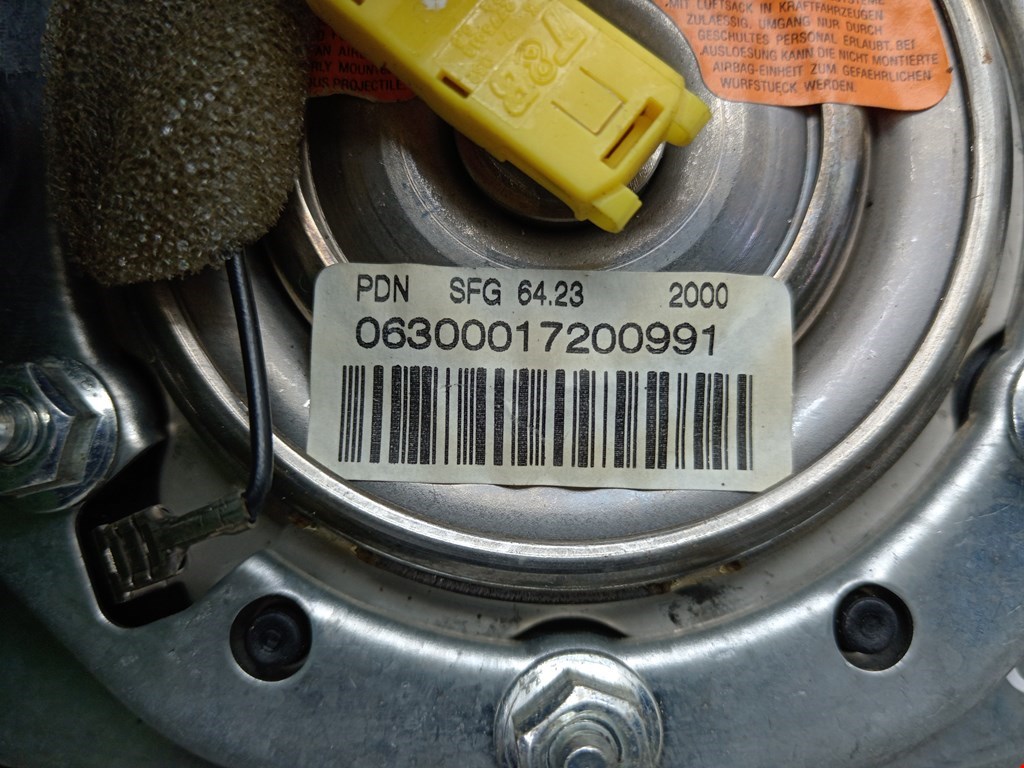 MIT LUFTSACK IN KRAFTFAHRZEUGEN
ZULAESSIG. UMGANG NUR DURCH
GESCHULTES PERSONAL ERLAUBT. BEI
AUSLOESUNG KANN DIE NICHT MONTIERTE
AIRBAG-EINHEIT ZUM GEFAEHRLICHEN
WURFSTUECK WERDEN.
PDN SFG 64.23 2000
06300017200991